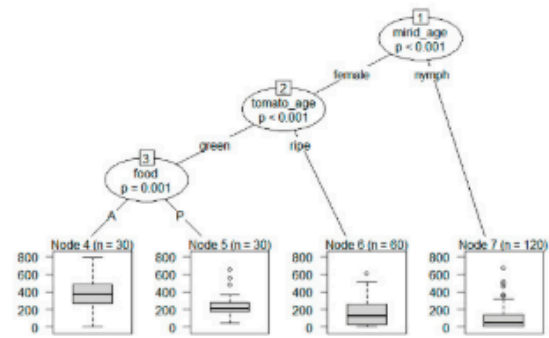 1
mirid_age
p < 0.001
female
nymph
2
tomato_age
p < 0.001
green
ripe
3
food
p = 0.001
A
P
Node 4 (n = 30)
800
600
400
200
0
Node 5 (n = 30)
800
600
400
200
0
Node 6 (n = 60)
800
600
400
200
0
Node 7 (n = 120)
800
600
400
200
0